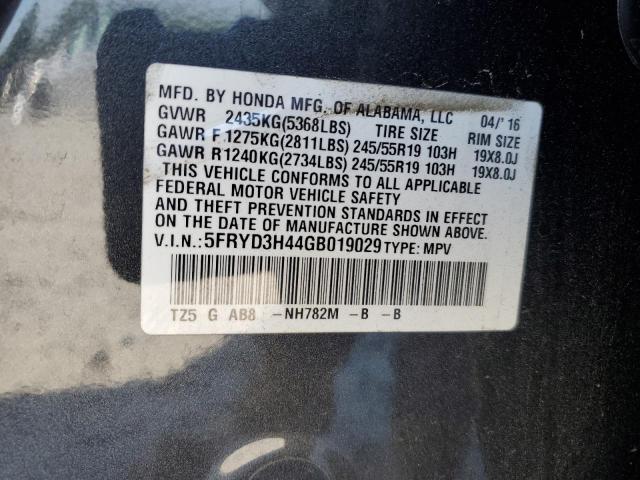 MFD. BY HONDA MFG. OF ALABAMA, LLC 04/'16
GVWR 2435KG(5368LBS) TIRE SIZE RIM SIZE
GAWR F 1275KG(2811LBS) 245/55R19 103H 19X8.0J
GAWR R 1240KG(2734LBS) 245/55R19 103H 19X8.0J
THIS VEHICLE CONFORMS TO ALL APPLICABLE
FEDERAL MOTOR VEHICLE SAFETY
AND THEFT PREVENTION STANDARDS IN EFFECT
ON THE DATE OF MANUFACTURE SHOWN ABOVE.
V.I.N.: 5FRYD3H44GB019029 TYPE: MPV
TZ5 G AB8 -NH782M -B -B